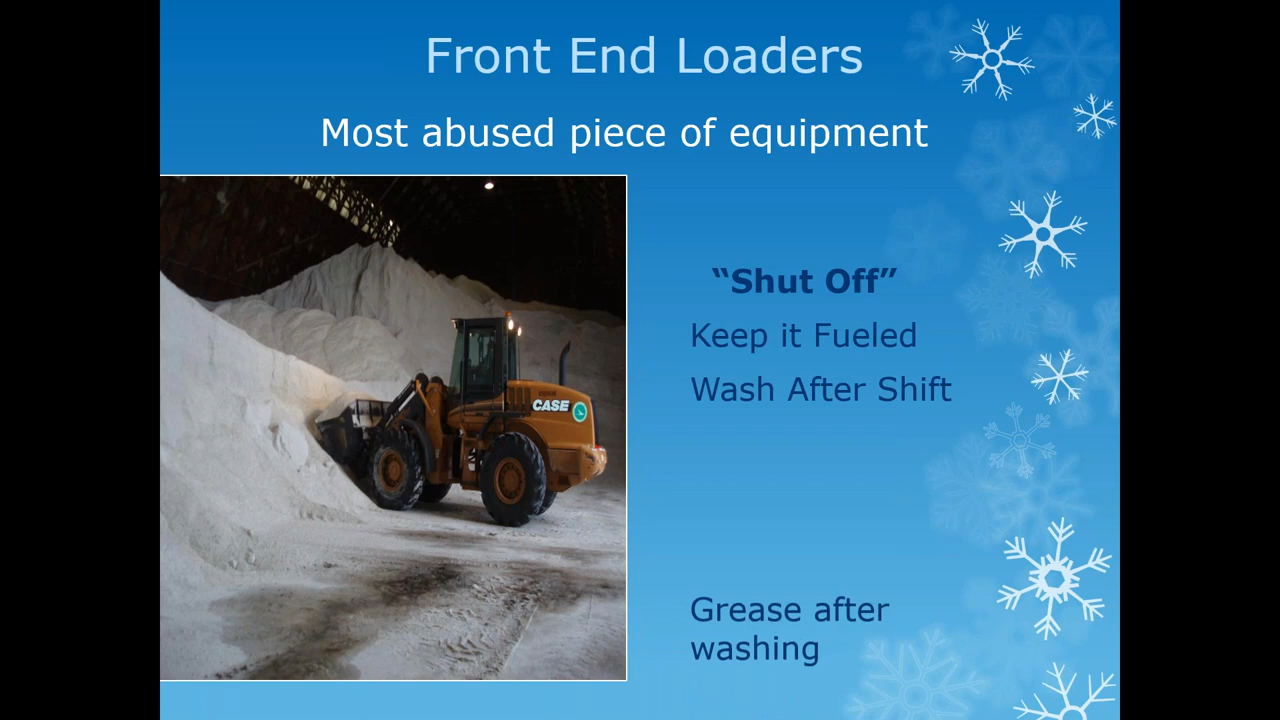 Front End Loaders
Most abused piece of equipment
“Shut Off”
Keep it Fueled
Wash After Shift
CASE
Grease after
washing